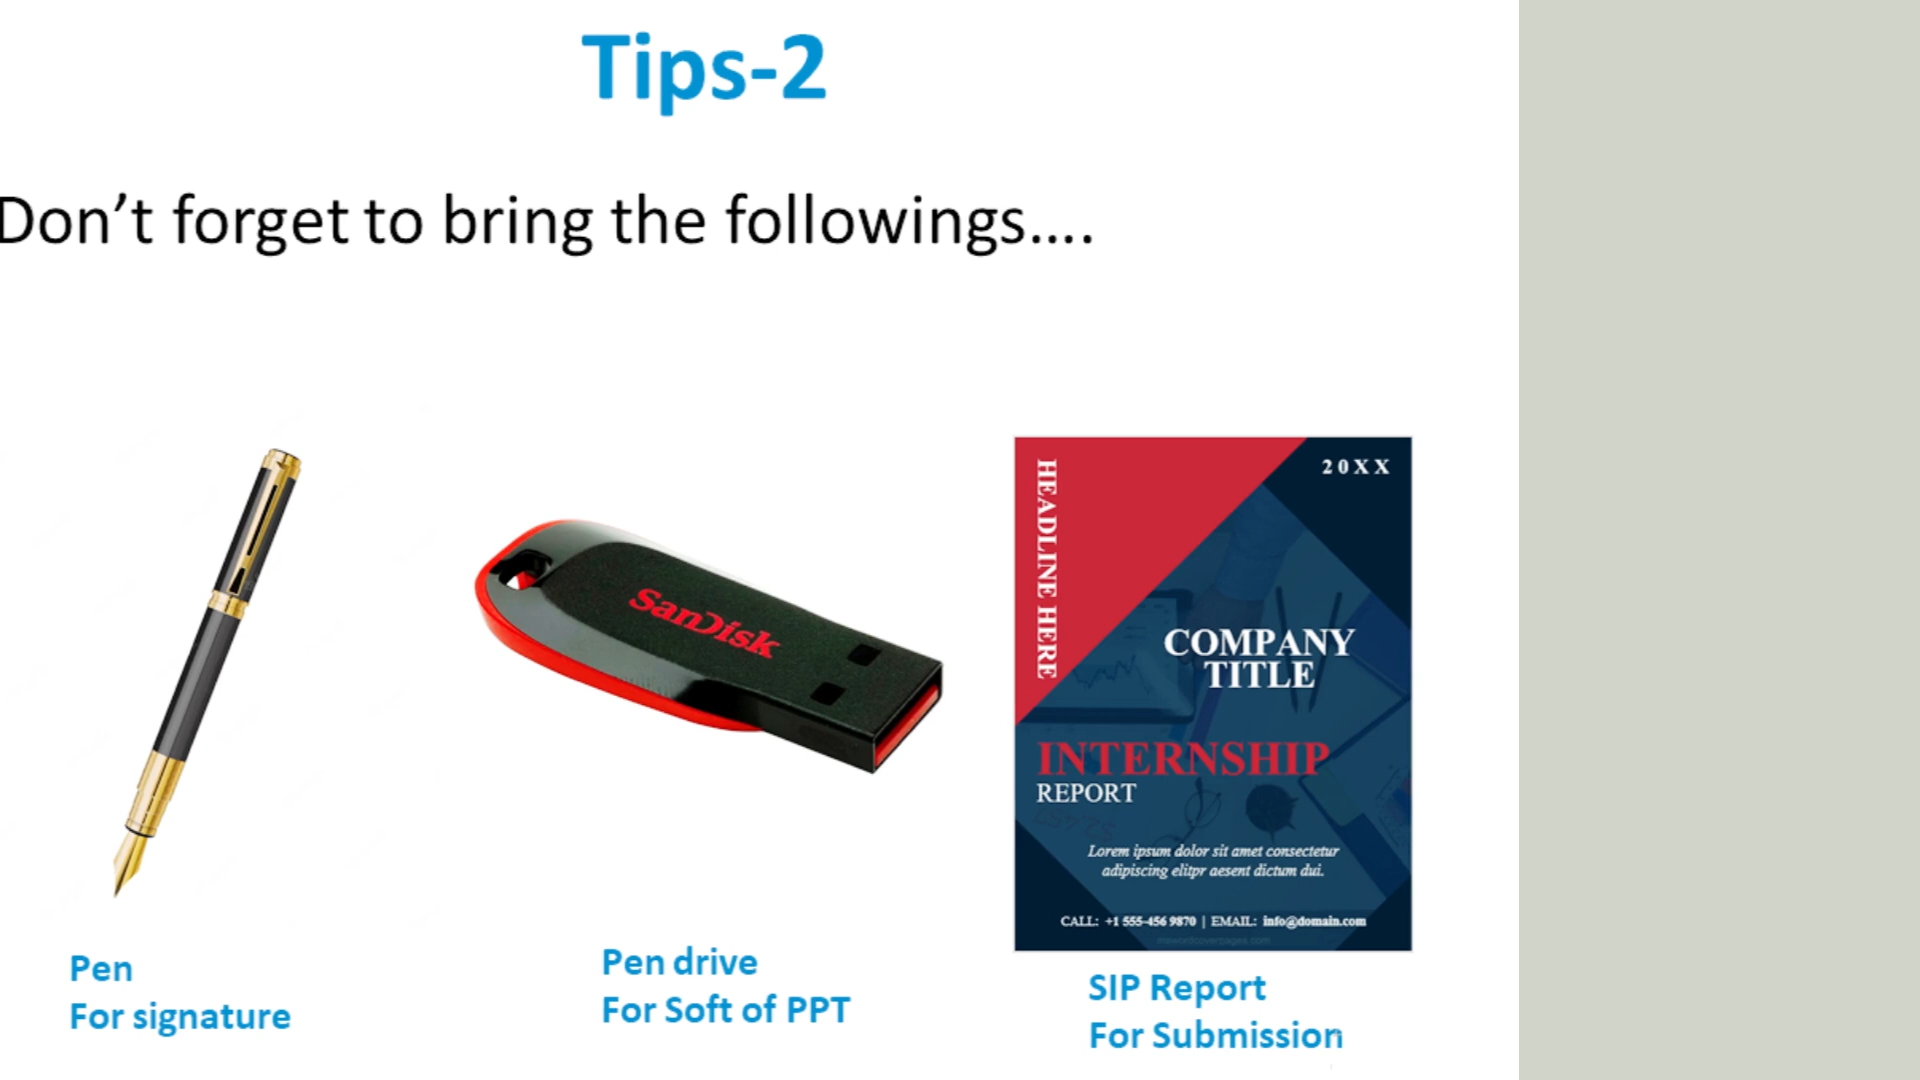 Tips-2
Don't forget to bring the followings....
SanDisk
HEADLINE HERE
20XX
COMPANY
TITLE
INTERNSHIP
REPORT
Lorem ipsum dolor sit amet consectetur
adipiscing elitpr aesent dictum dui.
CALL: +1 555-456 9870 | EMAIL: info@domain.com
Pen
For signature
Pen drive
For Soft of PPT
SIP Report
For Submission